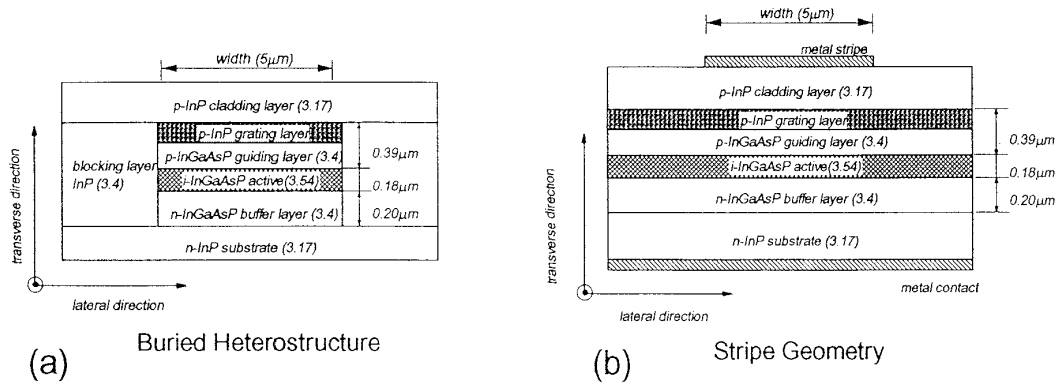 width (5μm)
p-InP cladding layer (3.17)
p-InP grating layer
p-InGaAsP guiding layer (3.4)
blocking layer
InP (3.4)
i-InGaAsP active(3.54)
n-InGaAsP buffer layer (3.4)
n-InP substrate (3.17)
0.39μm
0.18μm
0.20μm
transverse direction
lateral direction
(a)
Buried Heterostructure
width (5μm)
metal stripe
p-InP cladding layer (3.17)
p-InP grating layer
p-InGaAsP guiding layer (3.4)
i-InGaAsP active(3.54)
n-InGaAsP buffer layer (3.4)
n-InP substrate (3.17)
0.39μm
0.18μm
0.20μm
metal contact
transverse direction
lateral direction
(b)
Stripe Geometry